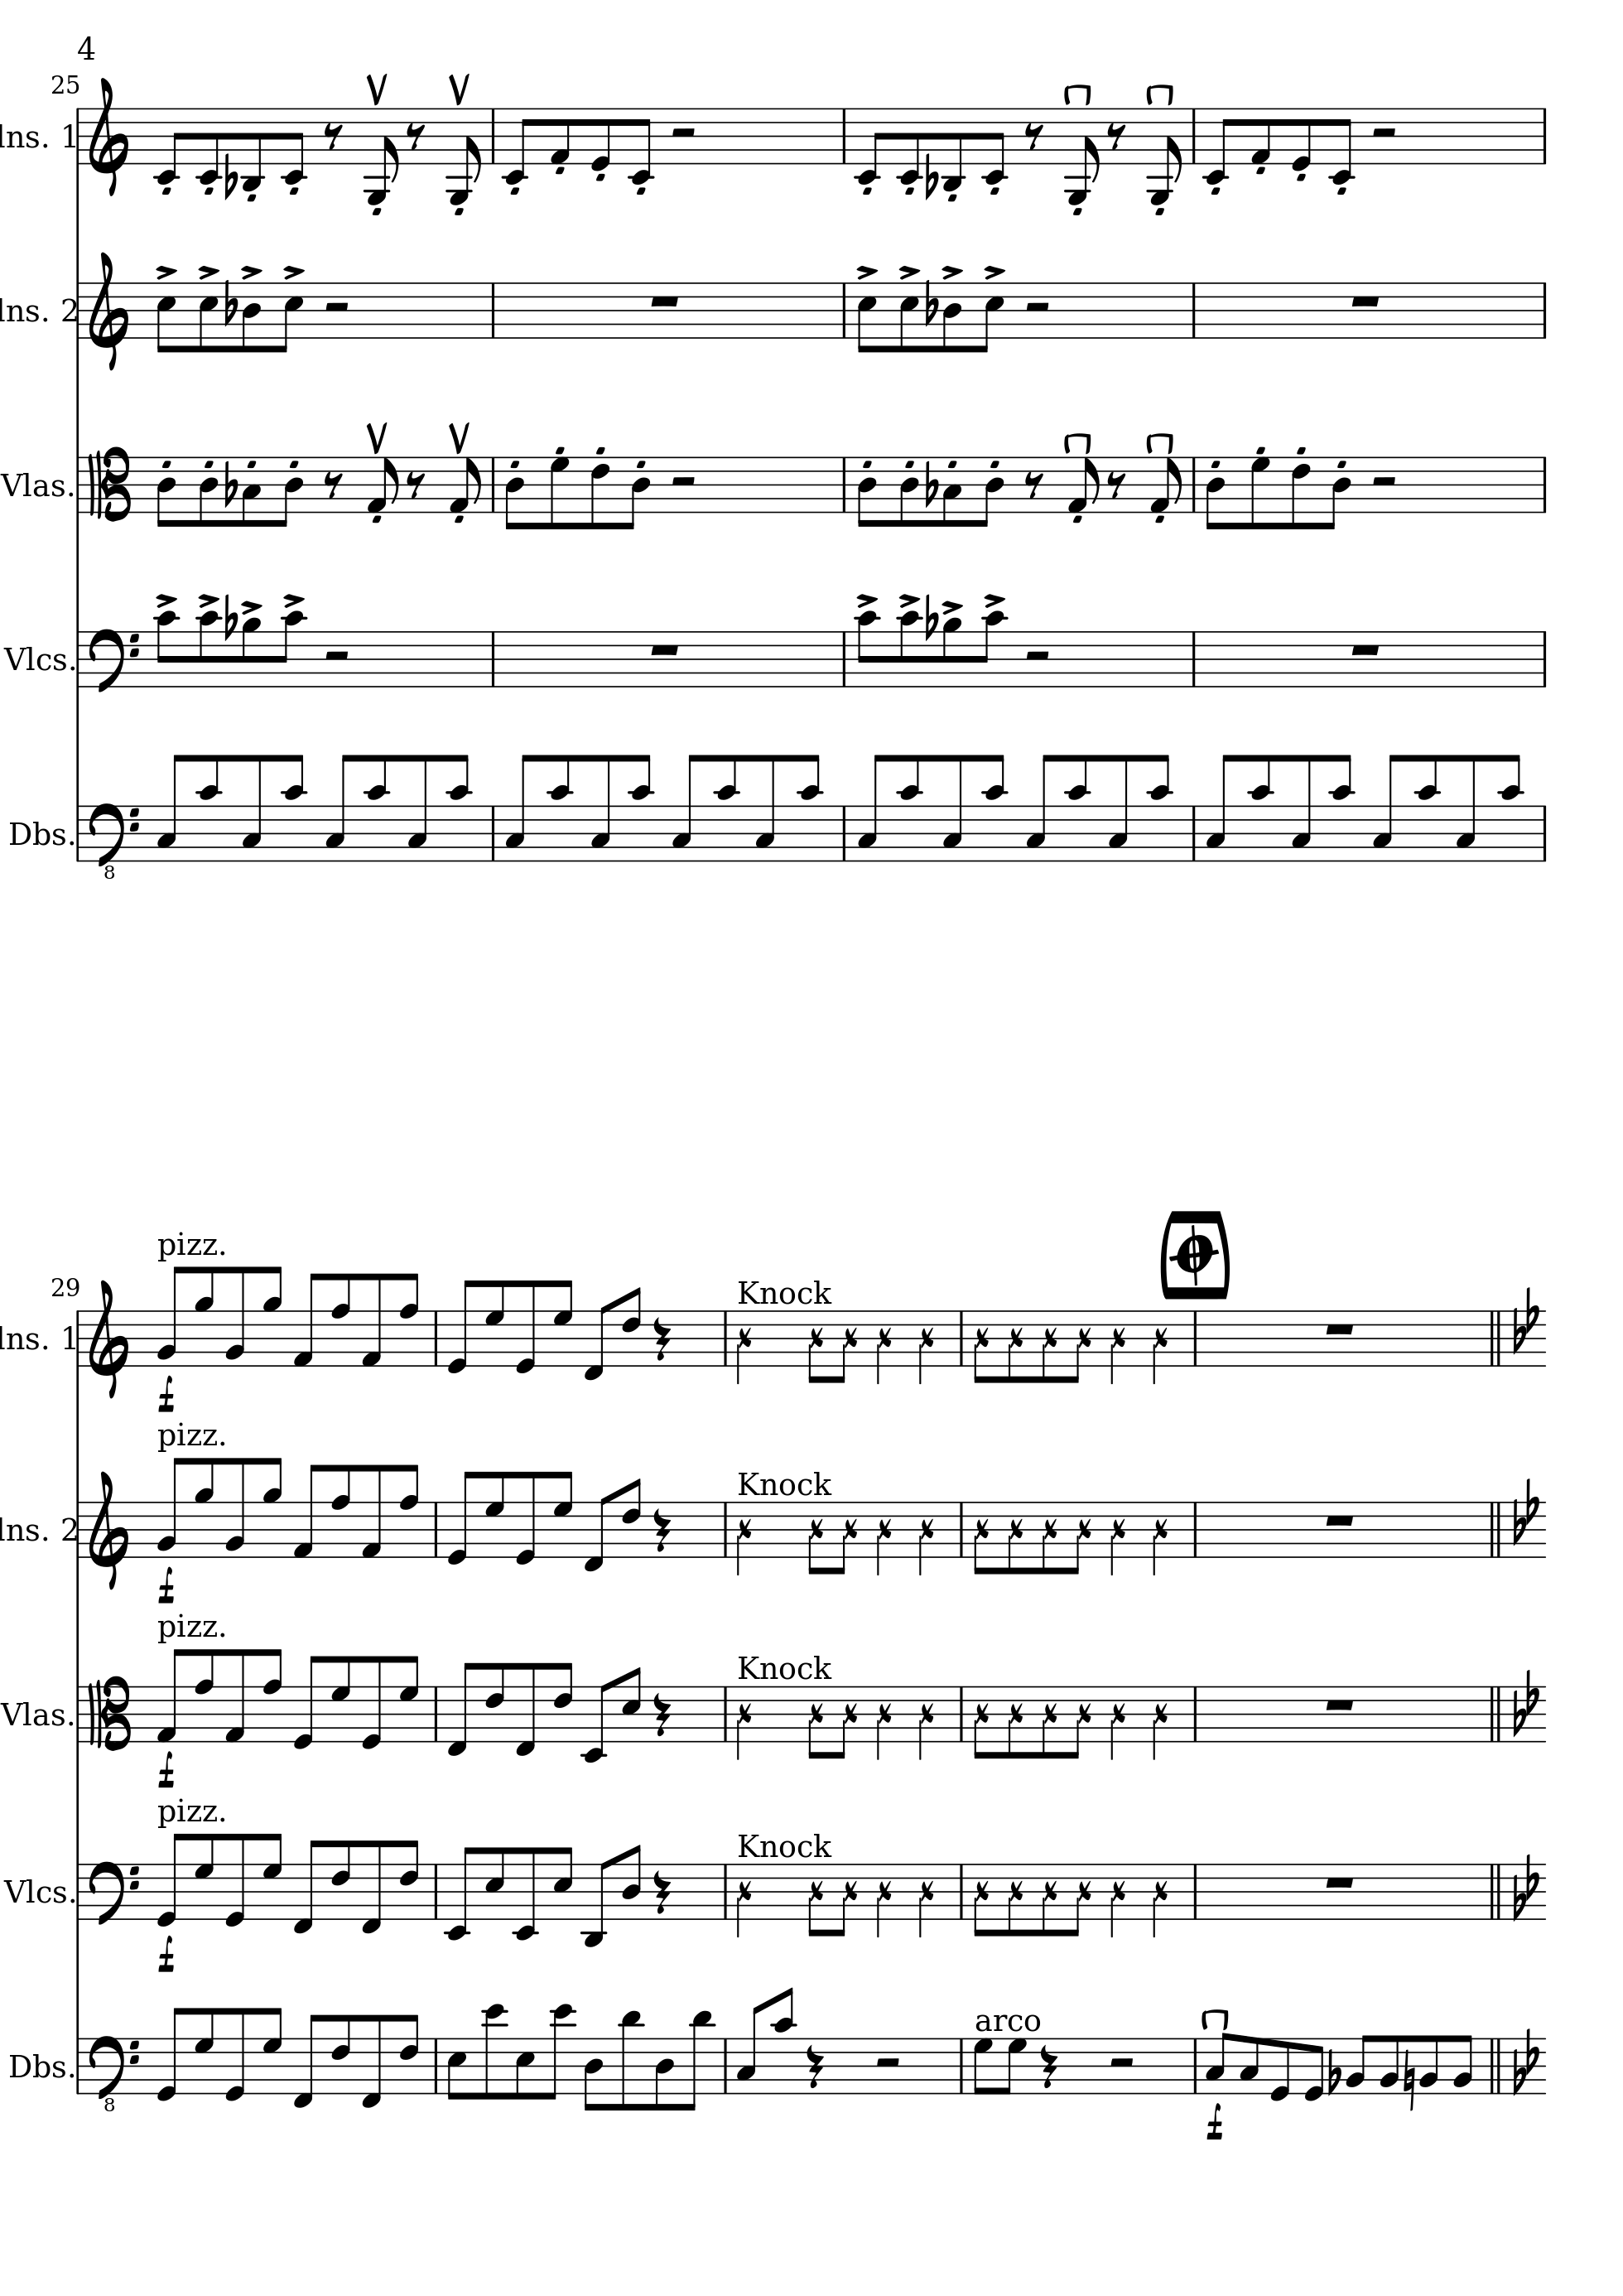 4
25
lns. 1
lns. 2
Vlas.
Vlcs.
Dbs.
8
pizz.
29
Knock
lns. 1
f
pizz.
Knock
lns. 2
f
pizz.
Knock
Vlas.
f
pizz.
Knock
Vlcs.
f
arco
Dbs.
8
f